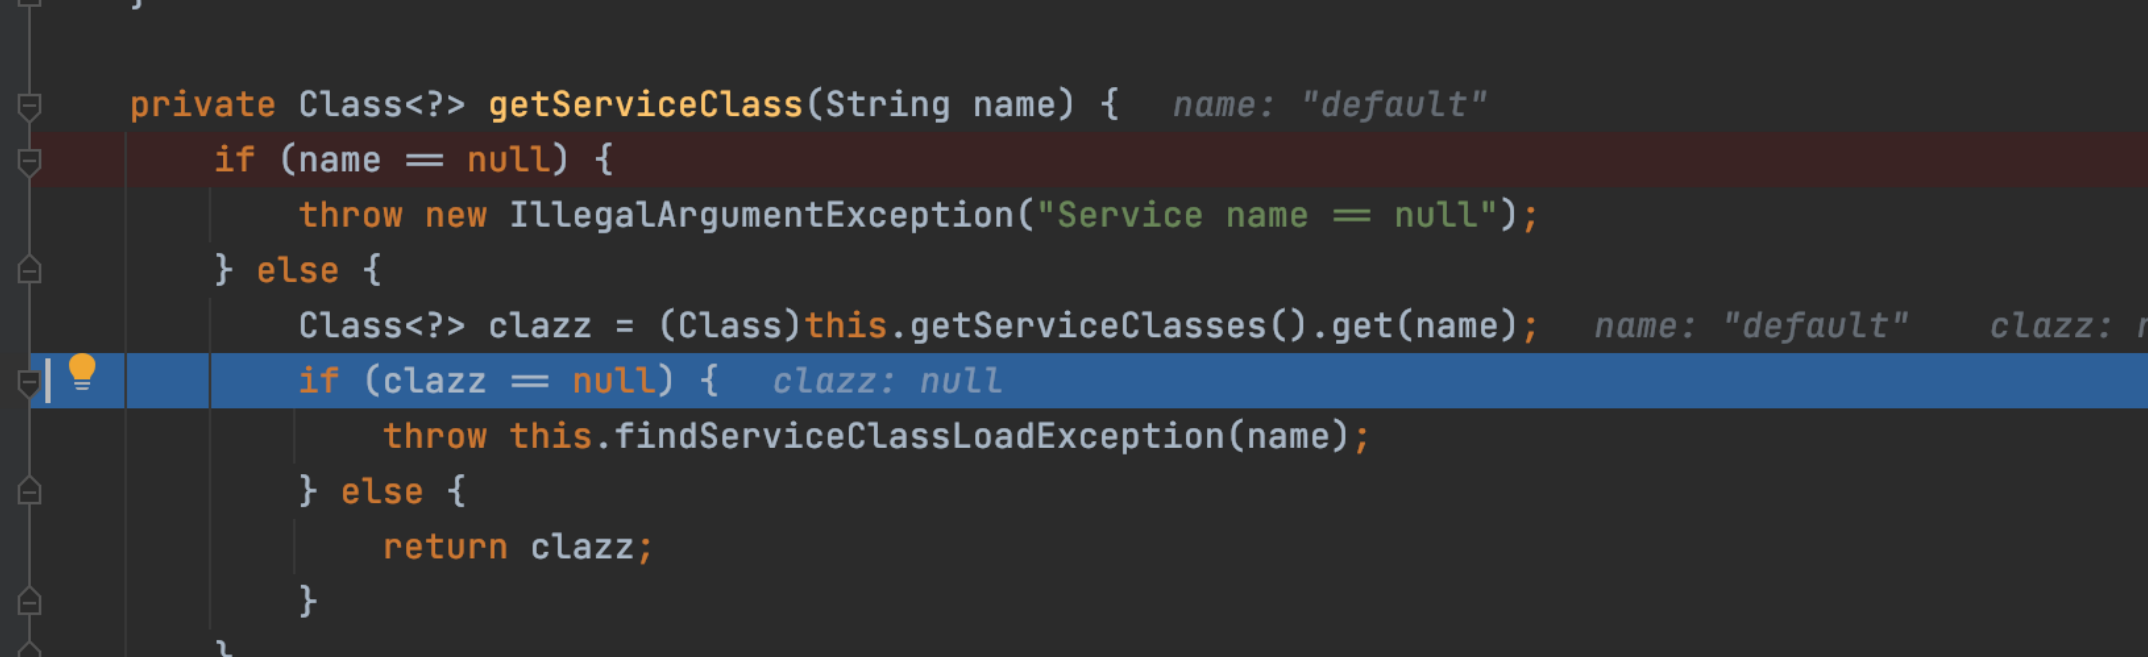 }
private Class<?> getServiceClass(String name) { name: "default"
if (name == null) {
throw new IllegalArgumentException("Service name == null");
} else {
Class<?> clazz = (Class)this.getServiceClasses().get(name); name: "default" clazz:
if (clazz == null) { clazz: null
throw this.findServiceClassLoadException(name);
} else {
return clazz;
}
}